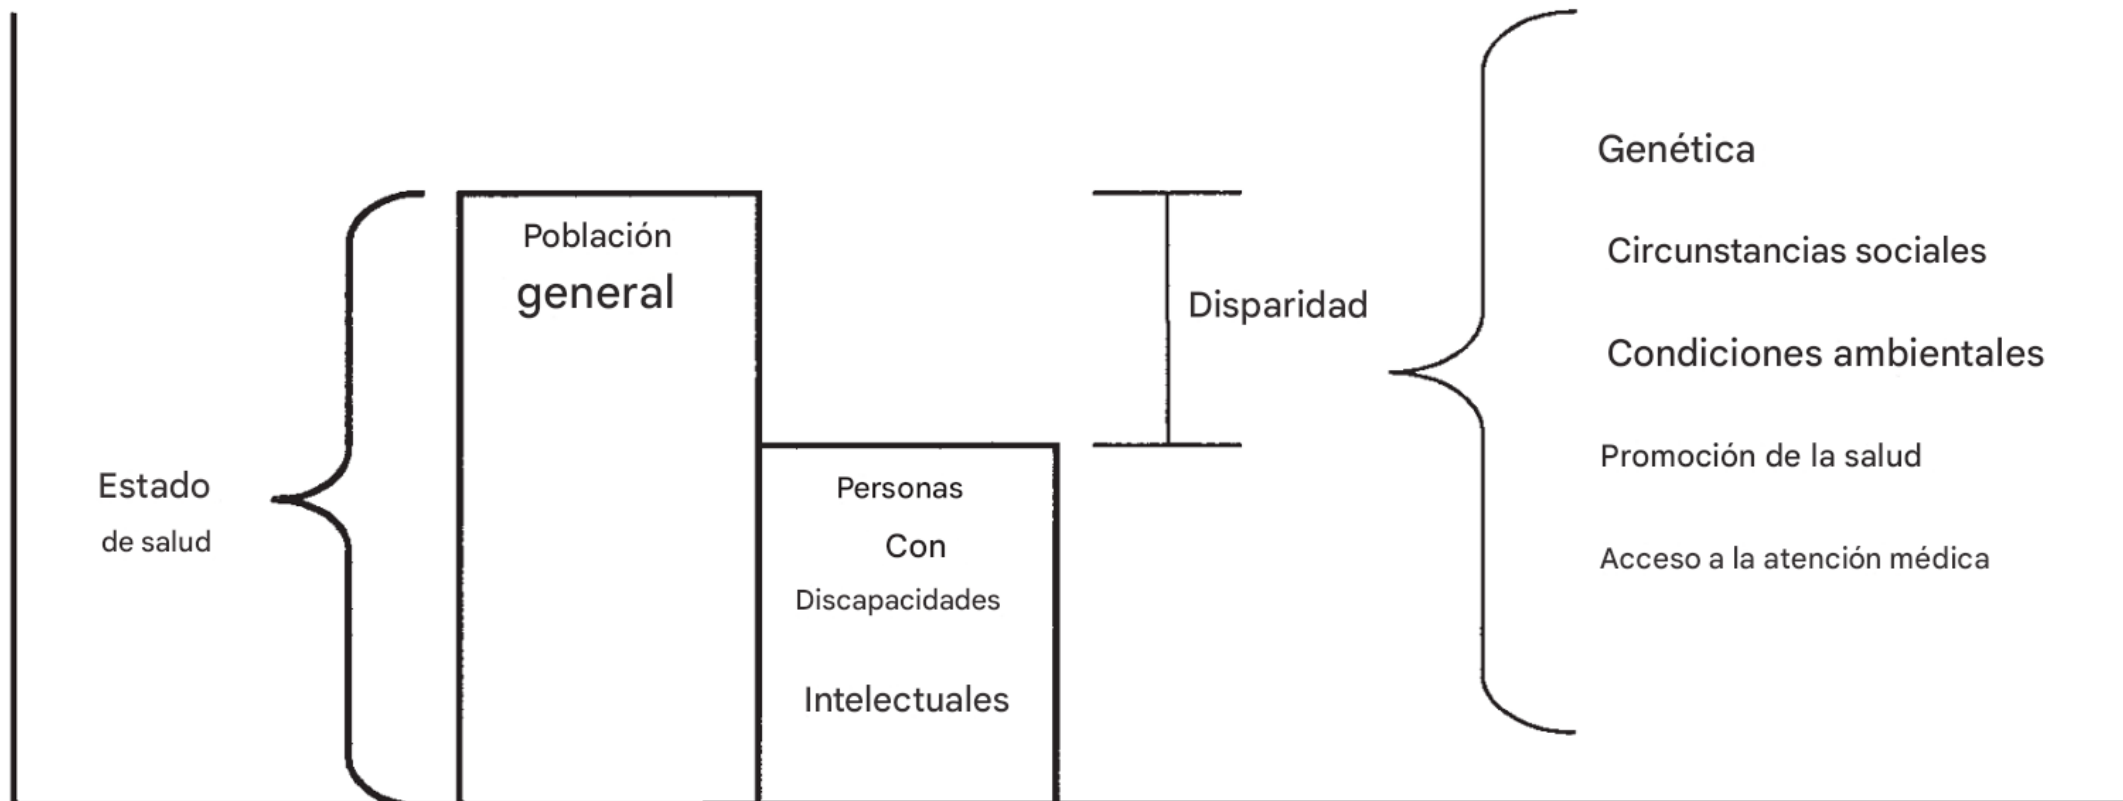 Estado
de salud
Población
general
Personas
Con
Discapacidades
Intelectuales
Disparidad
Genética
Circunstancias sociales
Condiciones ambientales
Promoción de la salud
Acceso a la atención médica